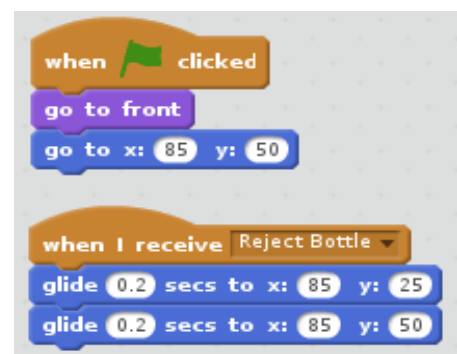 when clicked
go to front
go to x: 85 y: 50
when I receive Reject Bottle
glide 0.2 secs to x: 85 y: 25
glide 0.2 secs to x: 85 y: 50